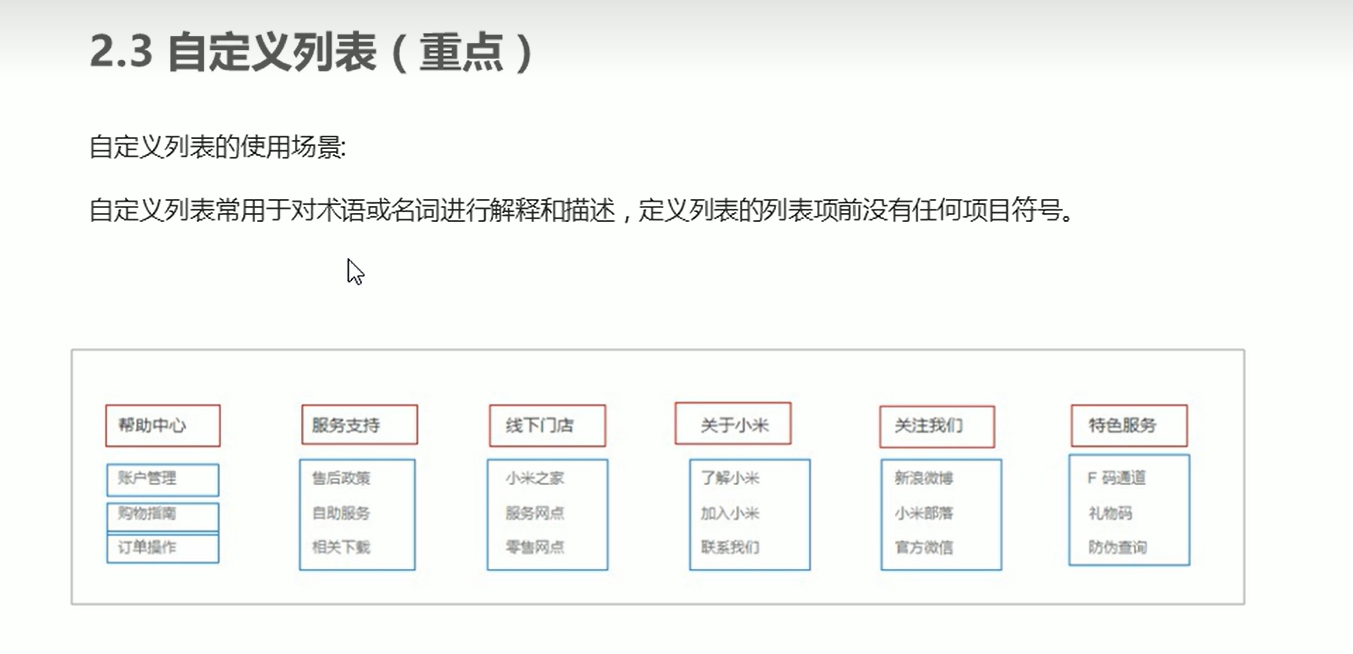 2.3 自定义列表（重点）
自定义列表的使用场景:
自定义列表常用于对术语或名词进行解释和描述，定义列表的列表项前没有任何项目符号。
帮助中心 服务支持 线下门店 关于小米 关注我们 特色服务
账户管理 售后政策 小米之家 了解小米 新浪微博 F 码通道
购物指南 自助服务 服务网点 加入小米 小米部落 礼物码
订单操作 相关下载 零售网点 联系我们 官方微信 防伪查询